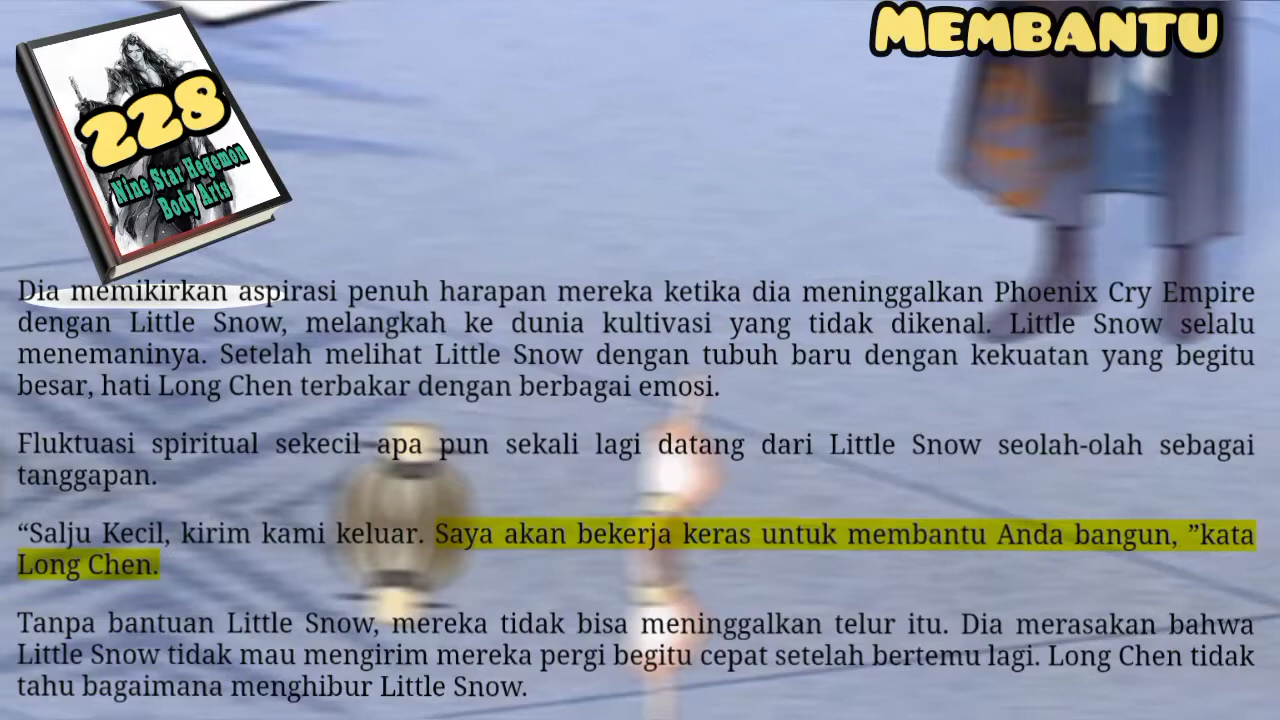 MEMBANTU
228
Nine Star Hegemon
Body Arts
Dia memikirkan aspirasi penuh harapan mereka ketika dia meninggalkan Phoenix Cry Empire
dengan Little Snow, melangkah ke dunia kultivasi yang tidak dikenal. Little Snow selalu
menemaninya. Setelah melihat Little Snow dengan tubuh baru dengan kekuatan yang begitu
besar, hati Long Chen terbakar dengan berbagai emosi.
Fluktuasi spiritual sekecil apa pun sekali lagi datang dari Little Snow seolah-olah sebagai
tanggapan.
“Salju Kecil, kirim kami keluar. Saya akan bekerja keras untuk membantu Anda bangun, ”kata
Long Chen.
Tanpa bantuan Little Snow, mereka tidak bisa meninggalkan telur itu. Dia merasakan bahwa
Little Snow tidak mau mengirim mereka pergi begitu cepat setelah bertemu lagi. Long Chen tidak
tahu bagaimana menghibur Little Snow.